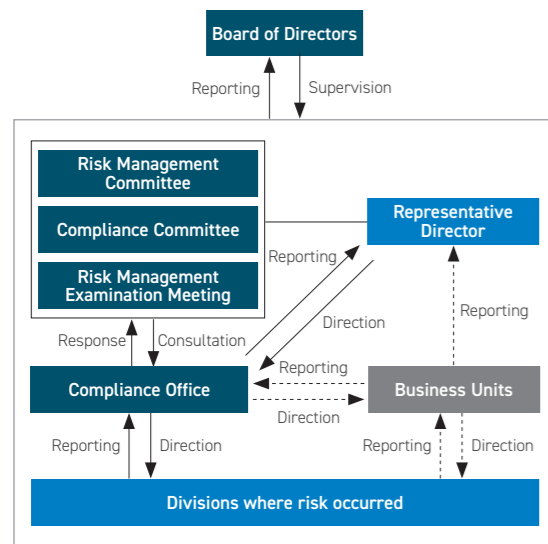 Board of Directors
Reporting
Supervision
Risk Management
Committee
Compliance Committee
Risk Management
Examination Meeting
Representative
Director
Reporting
Direction
Reporting
Response
Consultation
Reporting
Direction
Compliance Office
Business Units
Reporting
Direction
Reporting
Direction
Divisions where risk occurred